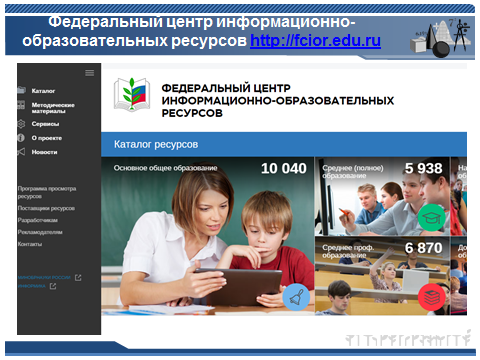 Федеральный центр информационно-
образовательных ресурсов http://fcior.edu.ru
ФЕДЕРАЛЬНЫЙ ЦЕНТР
ИНФОРМАЦИОННО-ОБРАЗОВАТЕЛЬНЫХ
РЕСУРСОВ
Каталог
Методические
материалы
Сервисы
О проекте
Новости
Программа просмотра
ресурсов
Поставщики ресурсов
Разработчикам
Рекламодателям
Контакты
Каталог ресурсов
Основное общее образование 10 040
Среднее (полное)
образование 5 938
Среднее проф.
образование 6 870